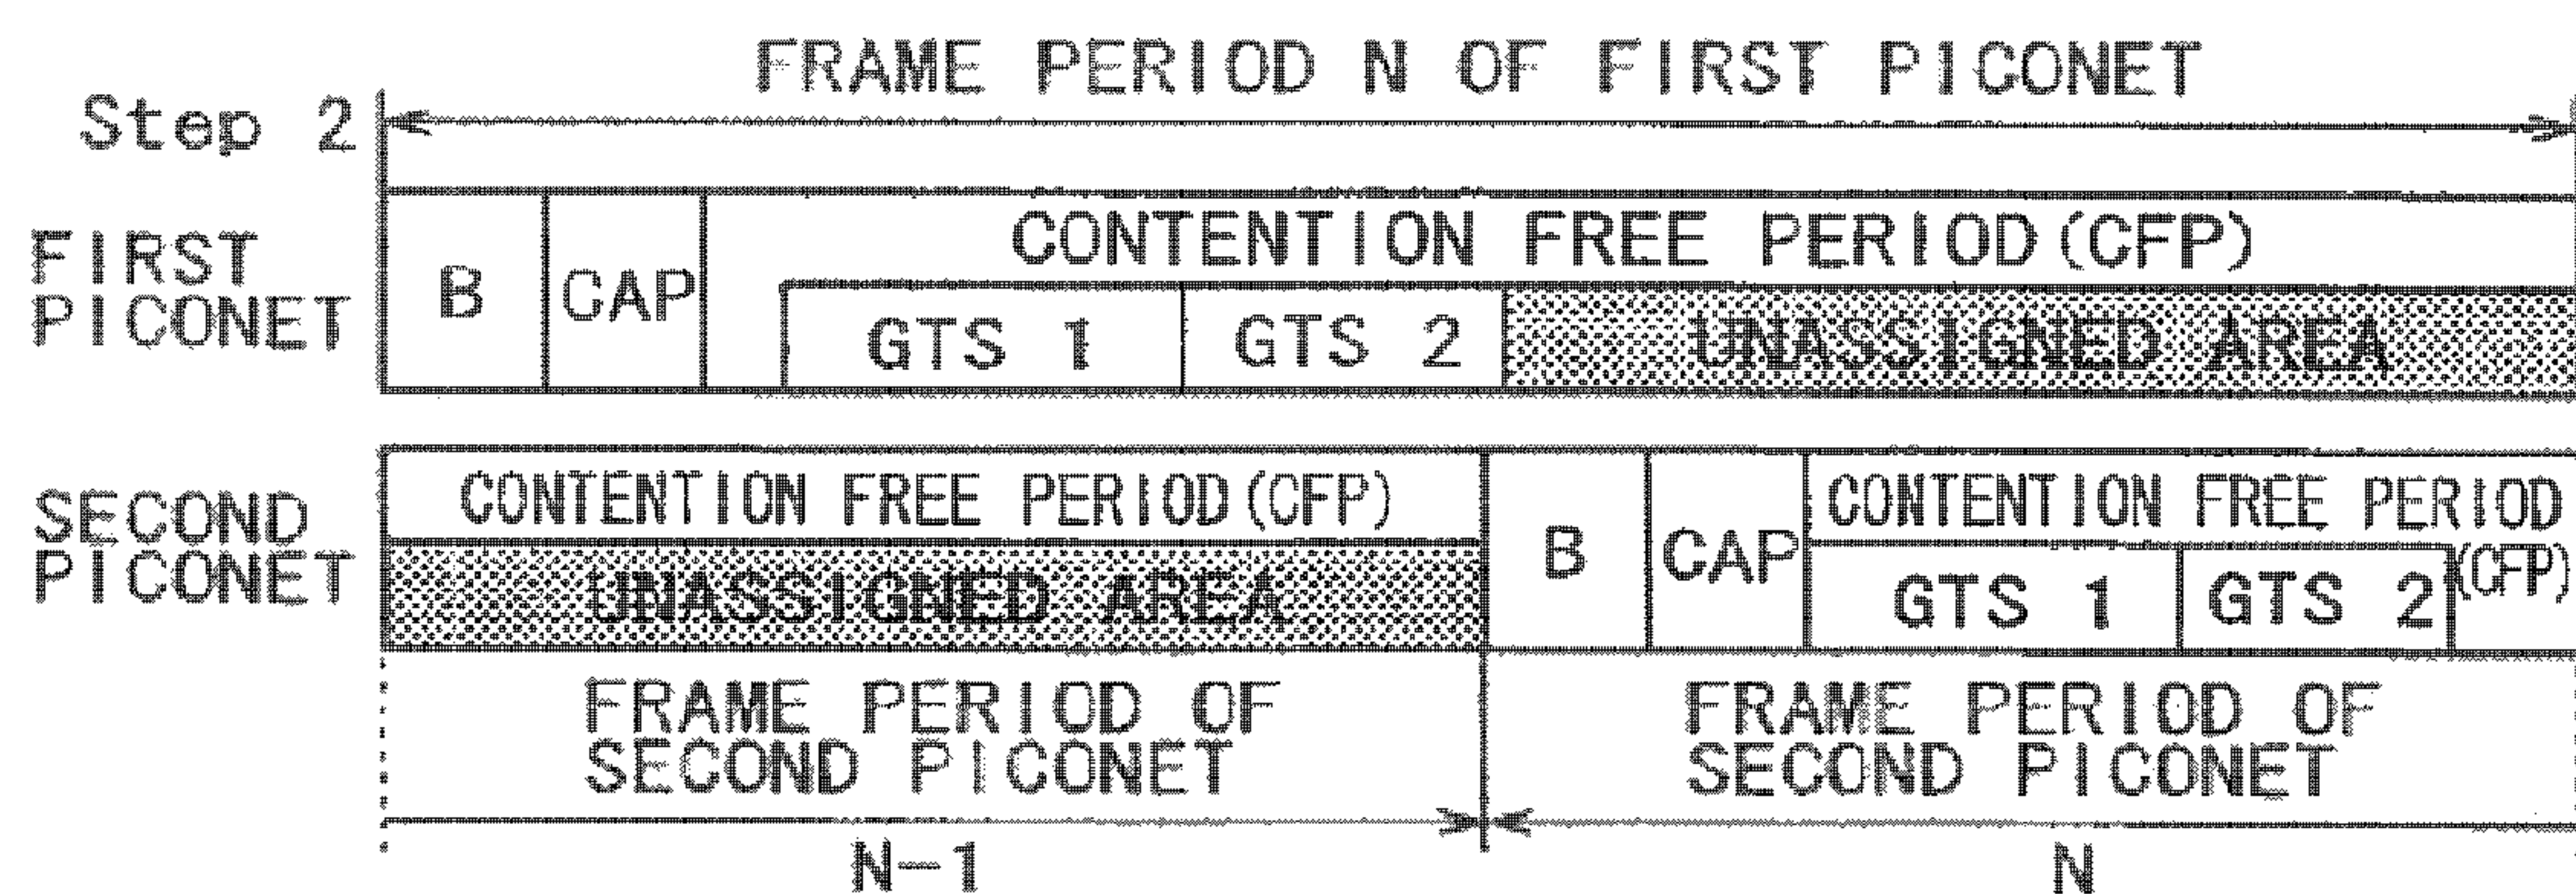 FRAME PERIOD N OF FIRST PICONET
Step 2
FIRST
PICONET
B
CAP
CONTENTION FREE PERIOD(CFP)
GTS 1
GTS 2
UNASSIGNED AREA
SECOND
PICONET
CONTENTION FREE PERIOD(CFP)
UNASSIGNED AREA
B
CAP
CONTENTION FREE PERIOD
(CFP)
GTS 1
GTS 2
FRAME PERIOD OF
SECOND PICONET
N-1
FRAME PERIOD OF
SECOND PICONET
N